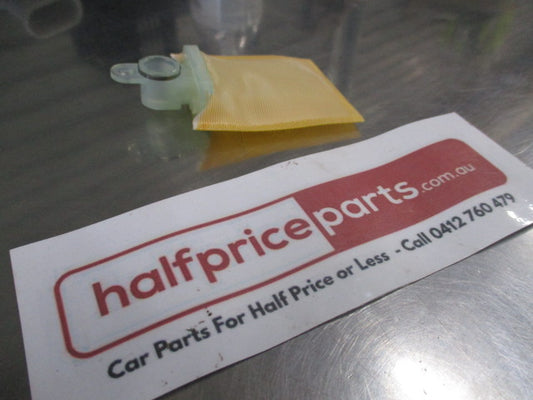 halfpriceparts.com.au
Car Parts For Half Price or Less - Call 0412 760 479